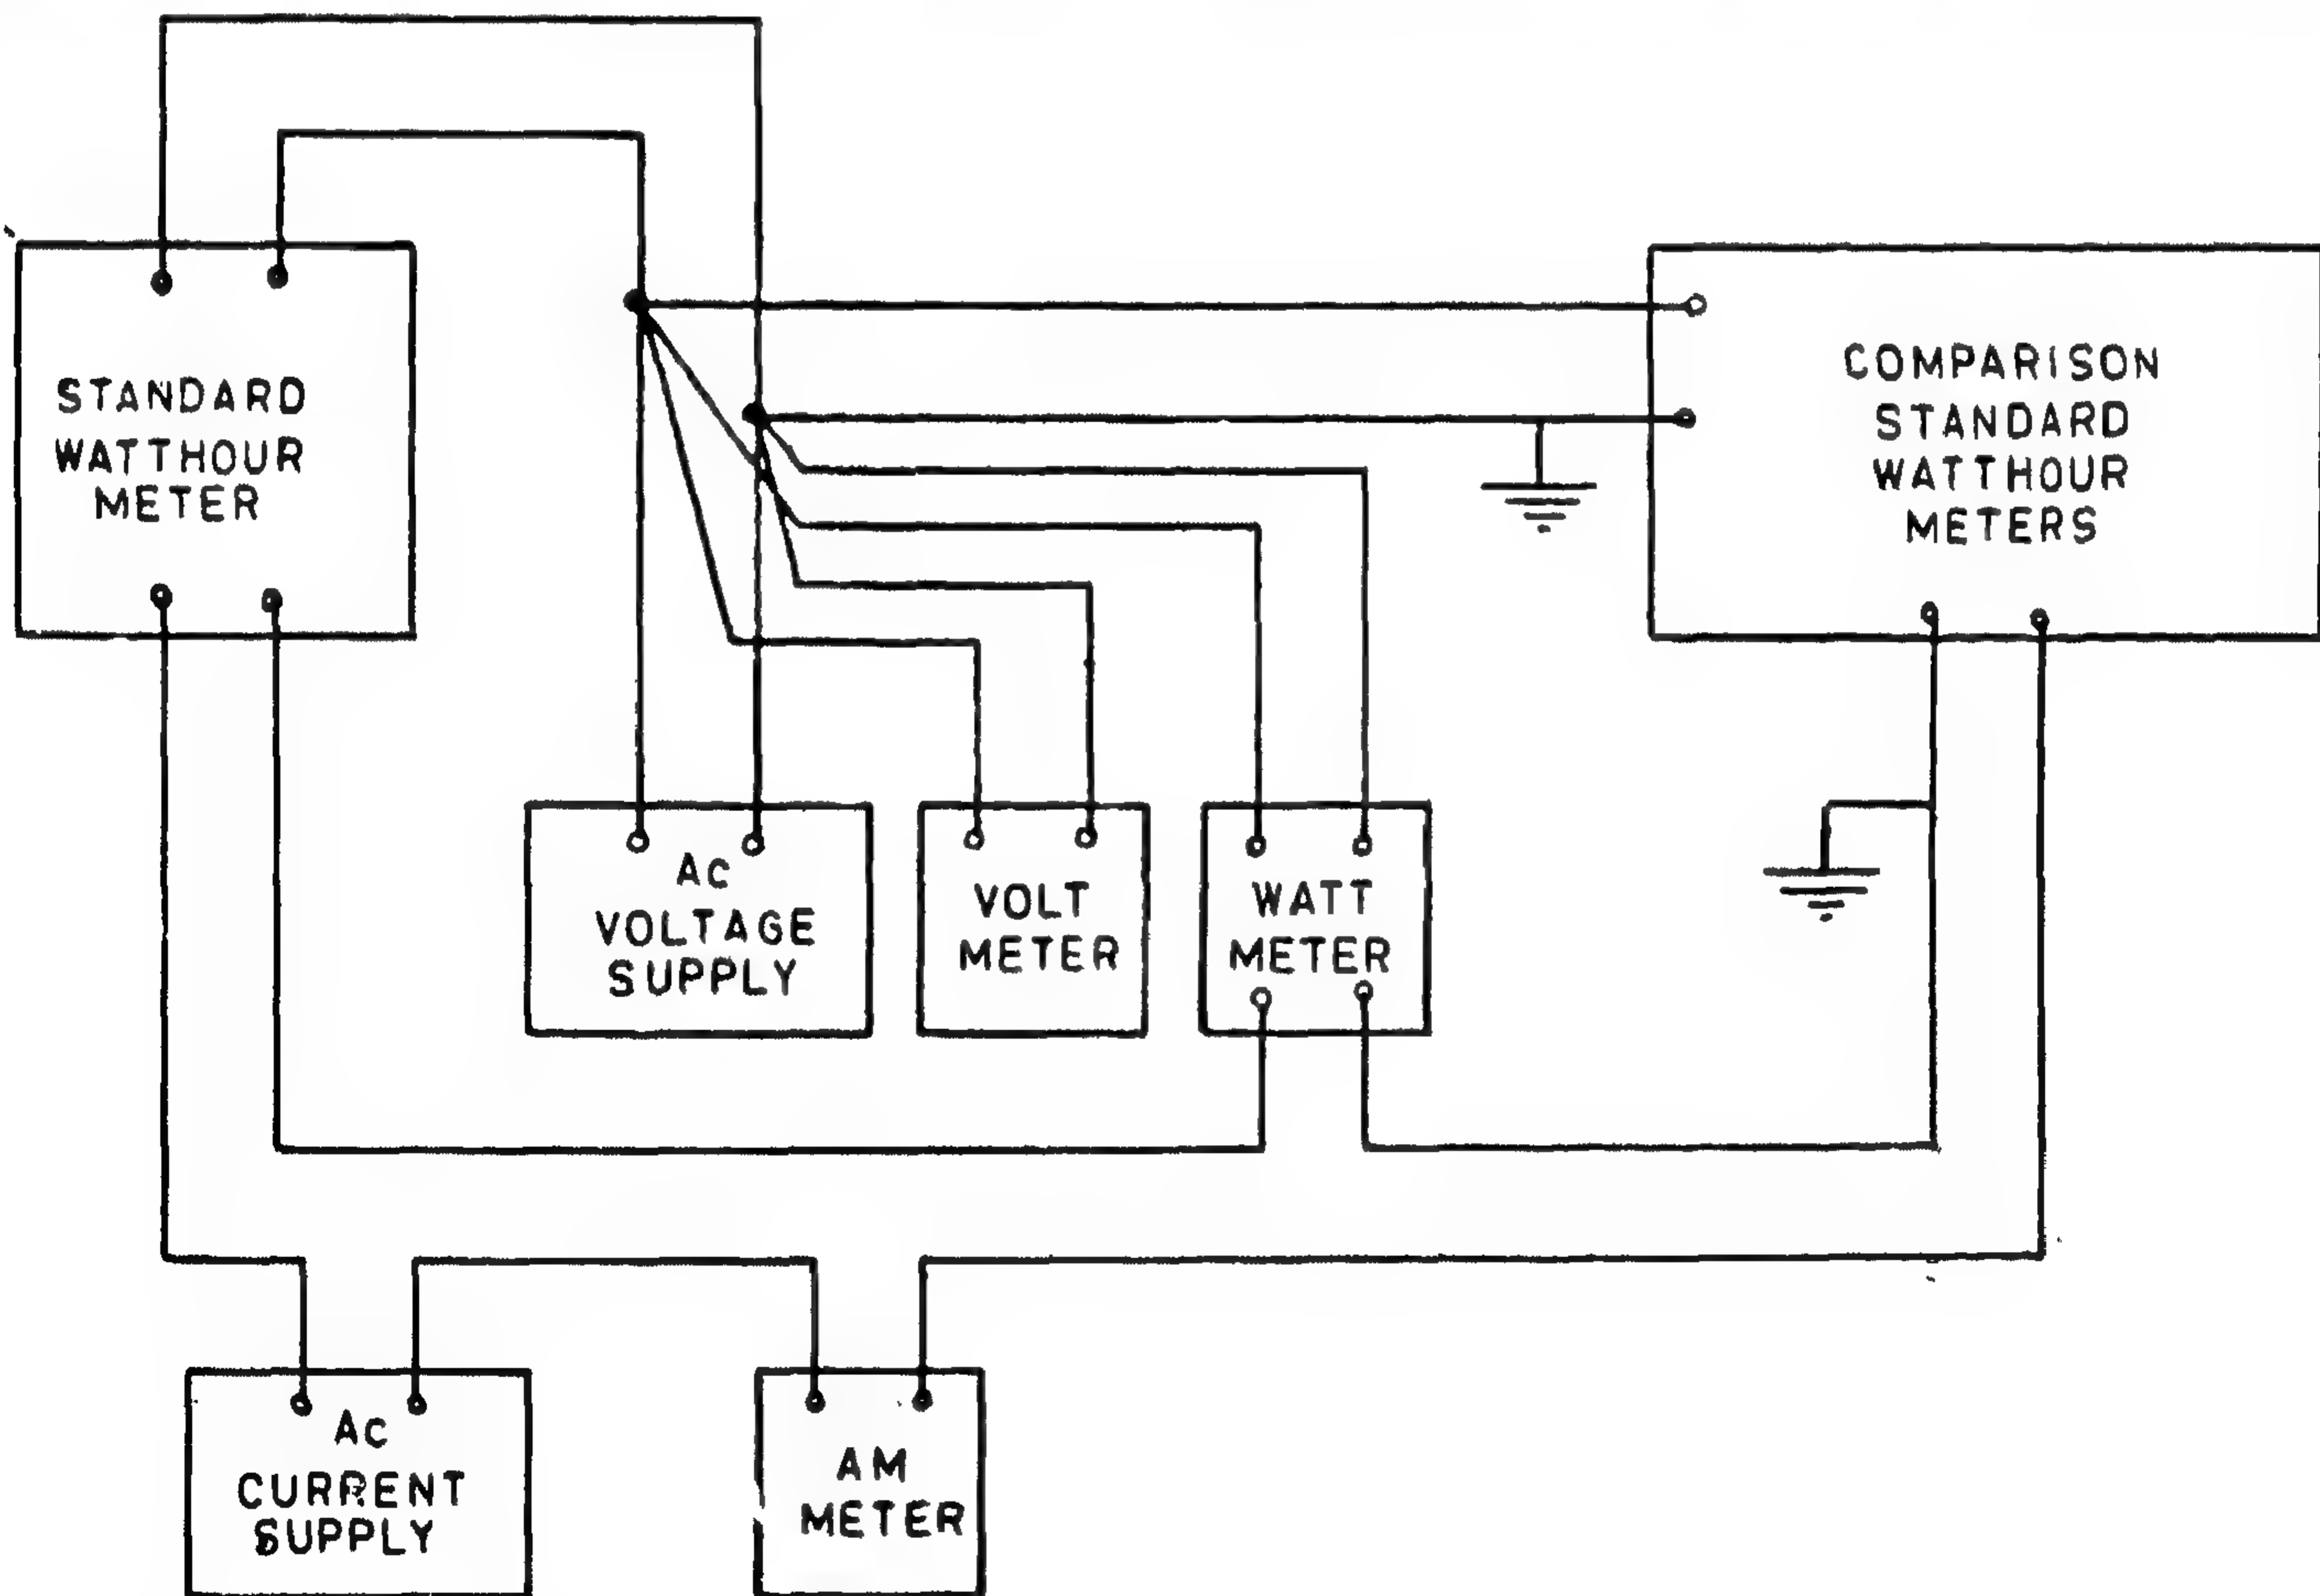 STANDARD
WATTHOUR
METER
COMPARISON
STANDARD
WATTHOUR
METERS
AC
VOLTAGE
SUPPLY
VOLT
METER
WATT
METER
AC
CURRENT
SUPPLY
AM
METER